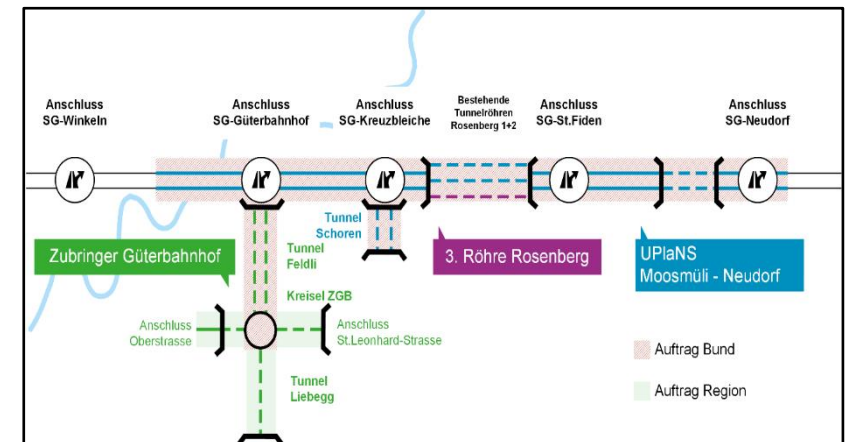 Anschluss
SG-Winkeln
Anschluss
SG-Güterbahnhof
Anschluss
SG-Kreuzbleiche
Bestehende
Tunnelröhren
Rosenberg 1+2
Anschluss
SG-St.Fiden
Anschluss
SG-Neudorf
Tunnel
Schoren
Zubringer Güterbahnhof
Tunnel
Feldli
3. Röhre Rosenberg
UPlaNS
Moosmüli - Neudorf
Kreisel ZGB
Anschluss
Oberstrasse
Anschluss
St.Leonhard-Strasse
Tunnel
Liebegg
Auftrag Bund
Auftrag Region